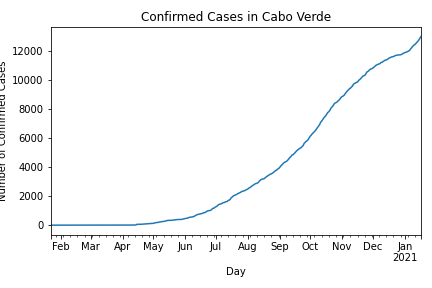 Confirmed Cases in Cabo Verde
Number of Confirmed Cases
12000
10000
8000
6000
4000
2000
0
Feb Mar Apr May Jun Jul Aug Sep Oct Nov Dec Jan
2021
Day